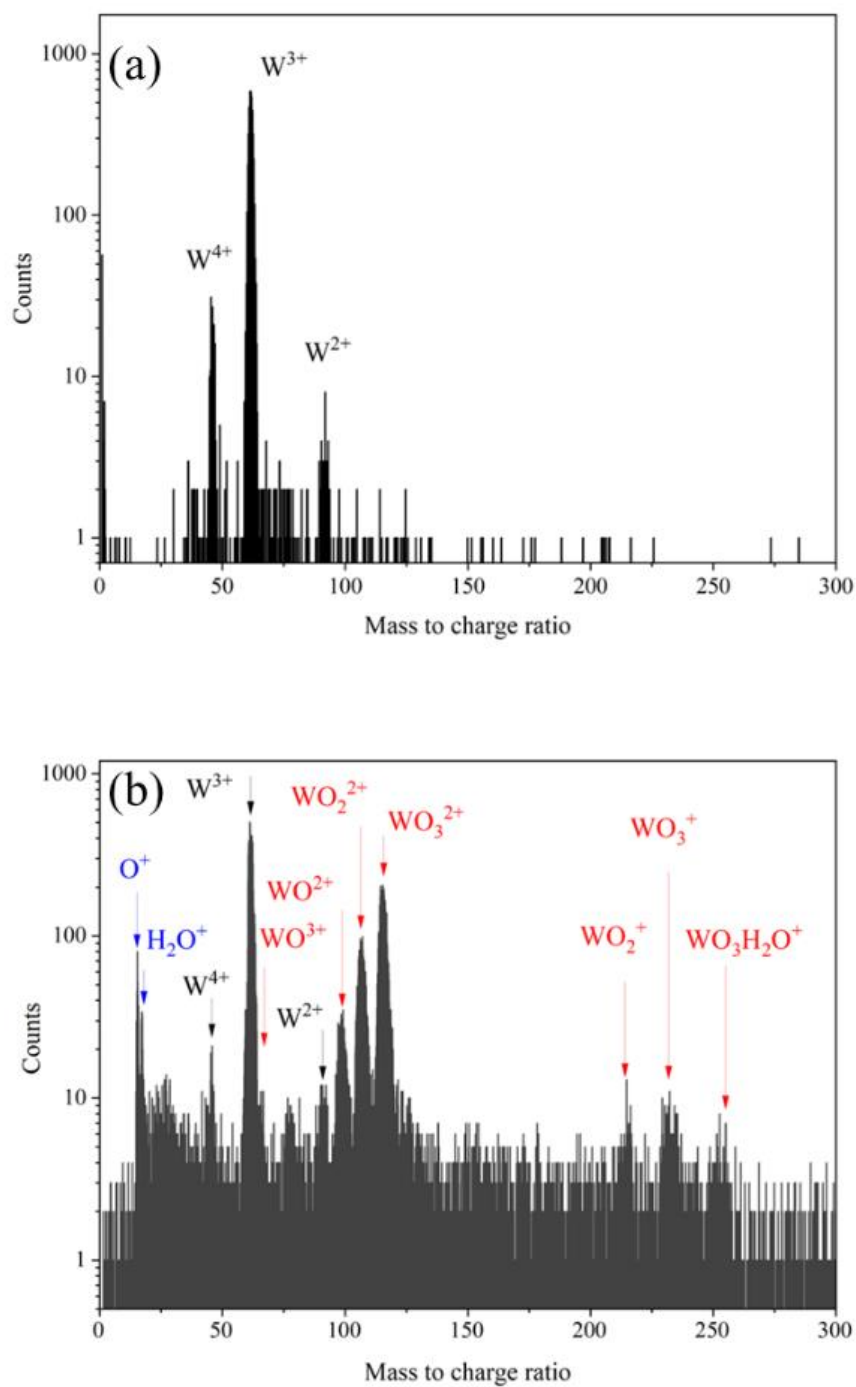 (a)
1000
100
10
1
Counts
W³⁺
W⁴⁺
W²⁺
0 50 100 150 200 250 300
Mass to charge ratio
(b)
1000
100
10
1
Counts
W³⁺
WO₂²⁺
WO₃²⁺
WO₃⁺
O⁺
WO²⁺
H₂O⁺
WO³⁺
WO₂⁺
WO₃H₂O⁺
W⁴⁺
W²⁺
0 50 100 150 200 250 300
Mass to charge ratio